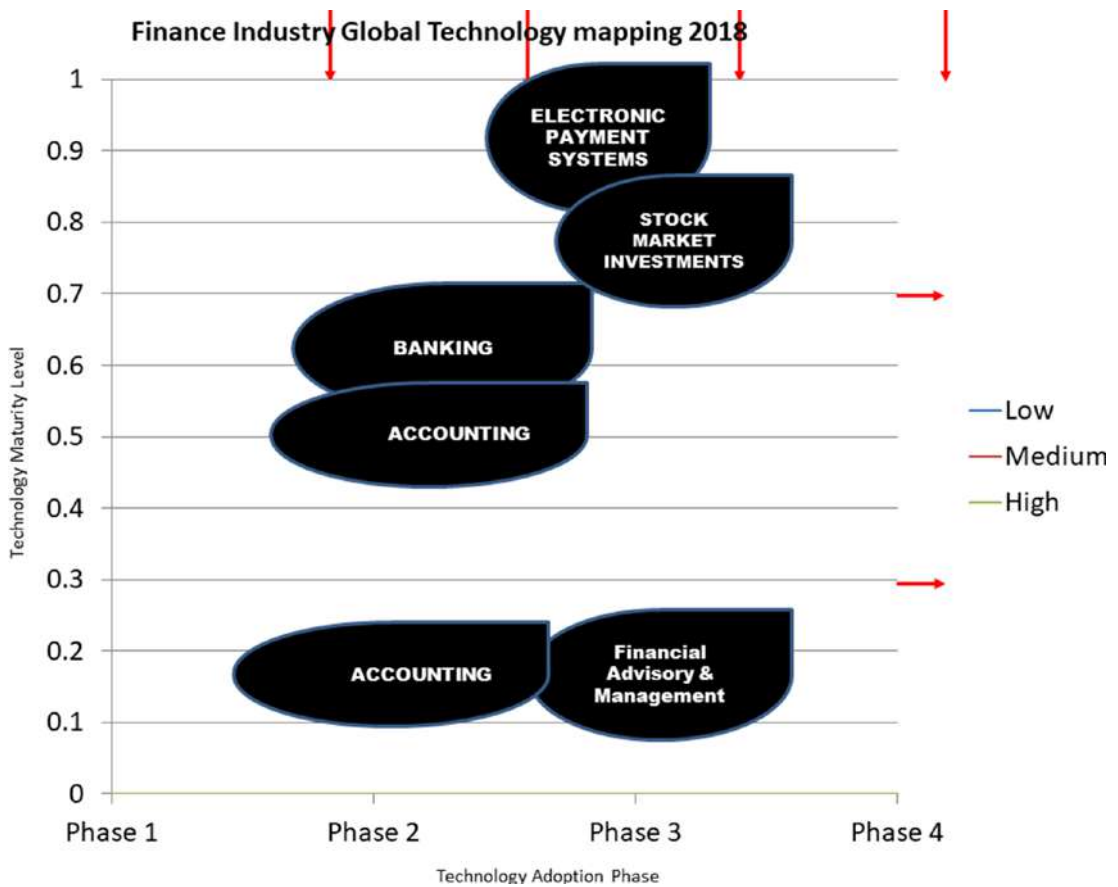 Finance Industry Global Technology mapping 2018
1
0.9
0.8
0.7
0.6
0.5
0.4
0.3
0.2
0.1
0
Technology Maturity Level
ELECTRONIC
PAYMENT
SYSTEMS
STOCK
MARKET
INVESTMENTS
BANKING
ACCOUNTING
ACCOUNTING
Financial
Advisory &
Management
Low
Medium
High
Phase 1
Phase 2
Phase 3
Phase 4
Technology Adoption Phase